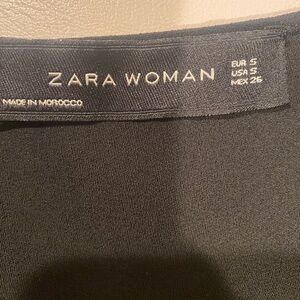 ZARA WOMAN
EUR S
USA S
MEX 26
MADE IN MOROCCO